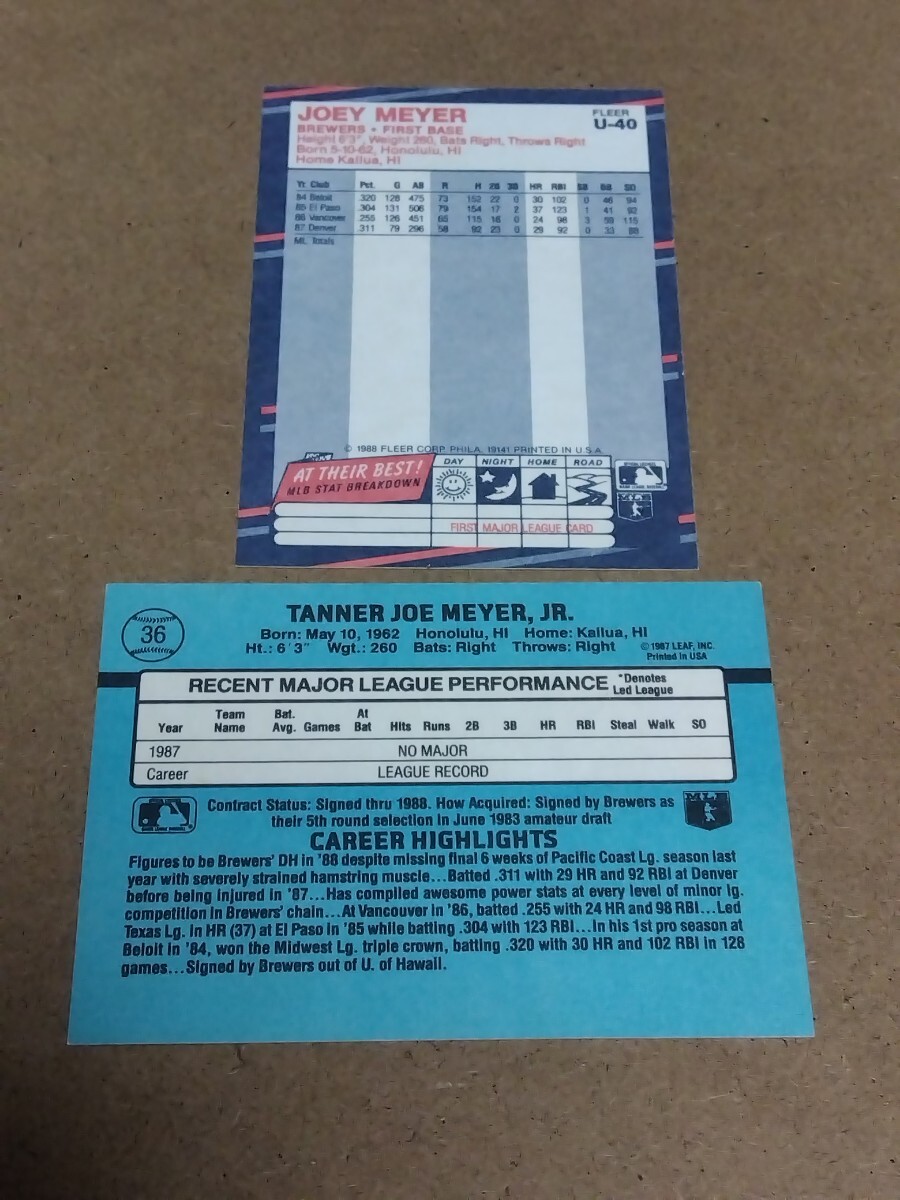 JOEY MEYER
FLEER
U-40
BREWERS • FIRST BASE
Height 6'3", Weight 260, Bats Right, Throws Right
Born 5-10-62, Honolulu, HI
Home Kailua, HI
Yr. Club Pct. G AB R H 2B 3B HR RBI SB BB SO
84 Beloit .320 128 475 73 152 22 0 30 102 0 46 94
85 El Paso .304 131 506 79 154 17 2 37 123 1 41 92
86 Vancouver .255 126 451 65 115 18 0 24 98 3 59 115
87 Denver .311 79 296 58 92 23 0 29 92 0 33 88
ML Totals
© 1988 FLEER CORP. PHILA. 19141 PRINTED IN U.S.A.
AT THEIR BEST!
MLB STAT BREAKDOWN
DAY NIGHT HOME ROAD
MAJOR LEAGUE BASEBALL
FIRST MAJOR LEAGUE CARD
36
TANNER JOE MEYER, JR.
Born: May 10, 1962 Honolulu, HI Home: Kailua, HI
Ht.: 6'3" Wgt.: 260 Bats: Right Throws: Right
©1987 LEAF, INC.
Printed in USA
RECENT MAJOR LEAGUE PERFORMANCE
*Denotes
Led League
Year Team Name Bat. Avg. Games At Bat Hits Runs 2B 3B HR RBI Steal Walk SO
1987 NO MAJOR
Career LEAGUE RECORD
Contract Status: Signed thru 1988. How Acquired: Signed by Brewers as
their 5th round selection in June 1983 amateur draft
CAREER HIGHLIGHTS
Figures to be Brewers' DH in '88 despite missing final 6 weeks of Pacific Coast Lg. season last
year with severely strained hamstring muscle...Batted .311 with 29 HR and 92 RBI at Denver
before being injured in '87...Has compiled awesome power stats at every level of minor lg.
competition in Brewers' chain...At Vancouver in '86, batted .255 with 24 HR and 98 RBI...Led
Texas Lg. in HR (37) at El Paso in '85 while batting .304 with 123 RBI...In his 1st pro season at
Beloit in '84, won the Midwest Lg. triple crown, batting .320 with 30 HR and 102 RBI in 128
games...Signed by Brewers out of U. of Hawaii.